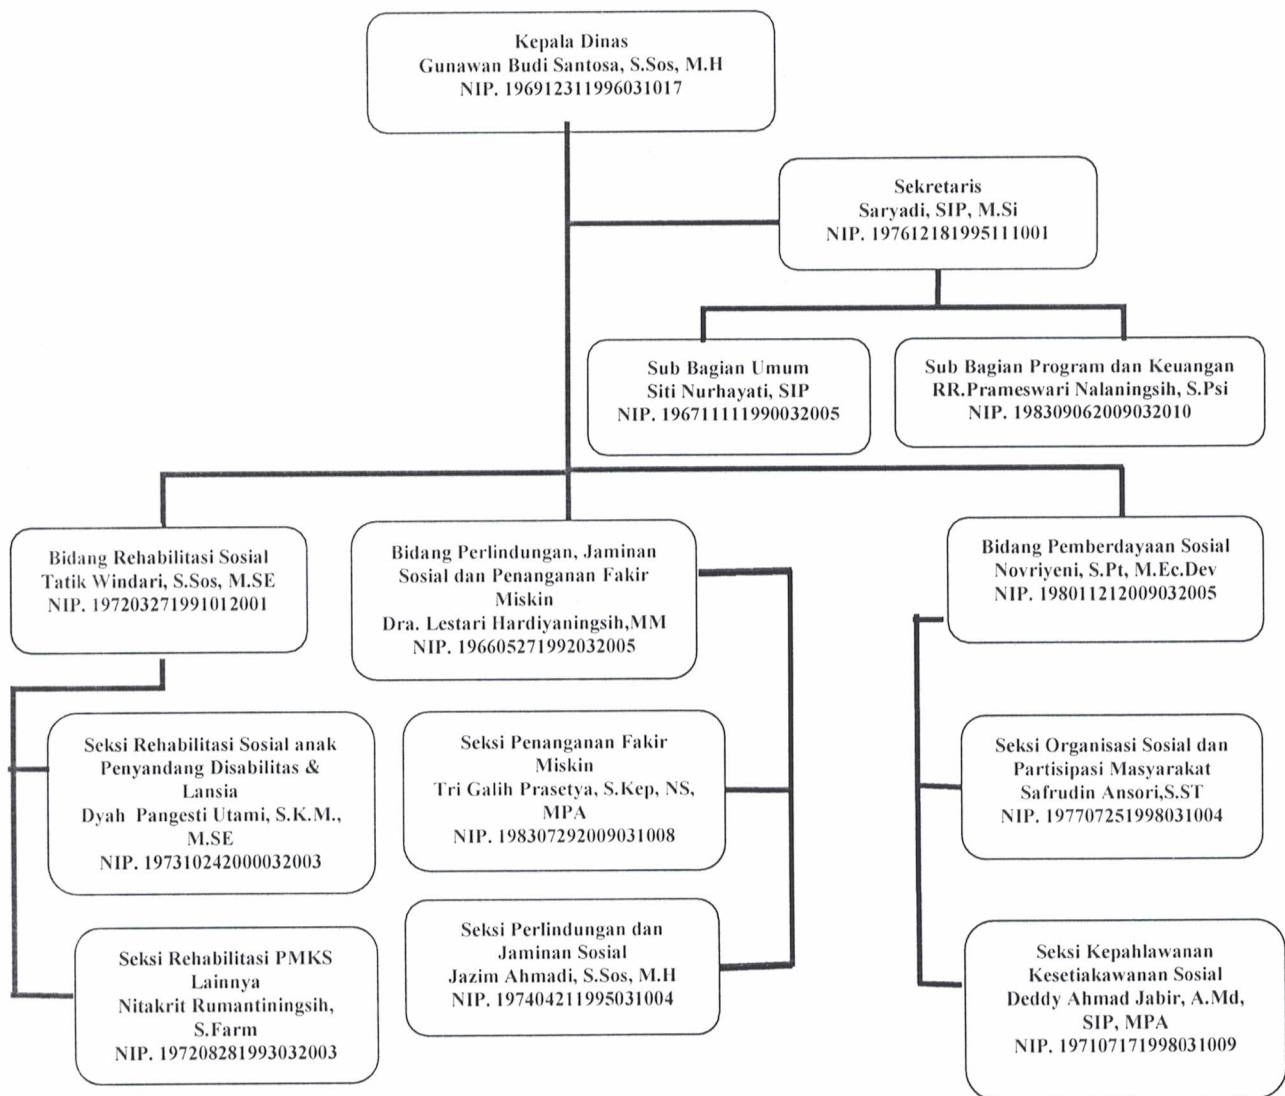 Kepala Dinas
Gunawan Budi Santosa, S.Sos, M.H
NIP. 196912311996031017
Sekretaris
Saryadi, SIP, M.Si
NIP. 197612181995111001
Sub Bagian Umum
Siti Nurhayati, SIP
NIP. 196711111990032005
Sub Bagian Program dan Keuangan
RR.Prameswari Nalaningsih, S.Psi
NIP. 198309062009032010
Bidang Rehabilitasi Sosial
Tatik Windari, S.Sos, M.SE
NIP. 197203271991012001
Bidang Perlindungan, Jaminan
Sosial dan Penanganan Fakir
Miskin
Dra. Lestari Hardiyaningsih,MM
NIP. 196605271992032005
Bidang Pemberdayaan Sosial
Novriyeni, S.Pt, M.Ec.Dev
NIP. 198011212009032005
Seksi Rehabilitasi Sosial anak
Penyandang Disabilitas &
Lansia
Dyah Pangesti Utami, S.K.M.,
M.SE
NIP. 197310242000032003
Seksi Penanganan Fakir
Miskin
Tri Galih Prasetya, S.Kep, NS,
MPA
NIP. 198307292009031008
Seksi Organisasi Sosial dan
Partisipasi Masyarakat
Safrudin Ansori,S.ST
NIP. 197707251998031004
Seksi Rehabilitasi PMKS
Lainnya
Nitakrit Rumantiningsih,
S.Farm
NIP. 197208281993032003
Seksi Perlindungan dan
Jaminan Sosial
Jazim Ahmadi, S.Sos, M.H
NIP. 197404211995031004
Seksi Kepahlawanan
Kesetiakawanan Sosial
Deddy Ahmad Jabir, A.Md,
SIP, MPA
NIP. 197107171998031009